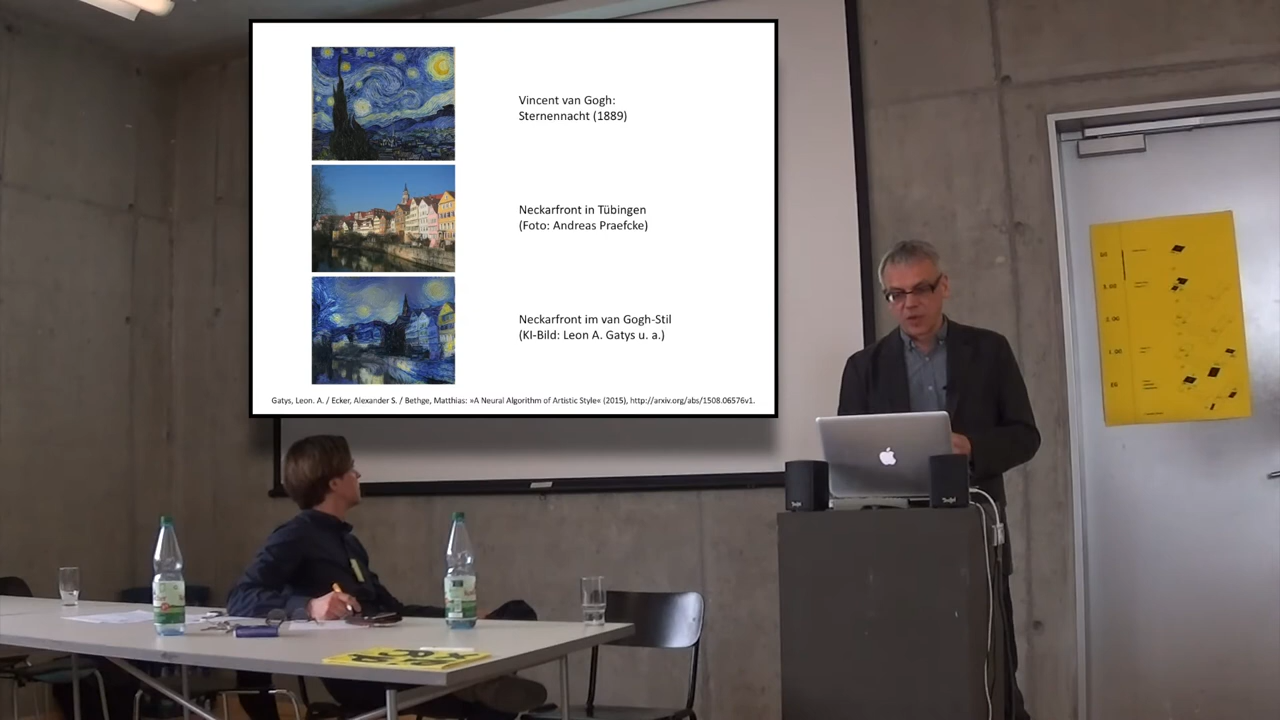 Vincent van Gogh:
Sternennacht (1889)
Neckarfront in Tübingen
(Foto: Andreas Praefcke)
Neckarfront im van Gogh-Stil
(KI-Bild: Leon A. Gatys u. a.)
Gatys, Leon. A. / Ecker, Alexander S. / Bethge, Matthias: »A Neural Algorithm of Artistic Style« (2015), http://arxiv.org/abs/1508.06576v1.